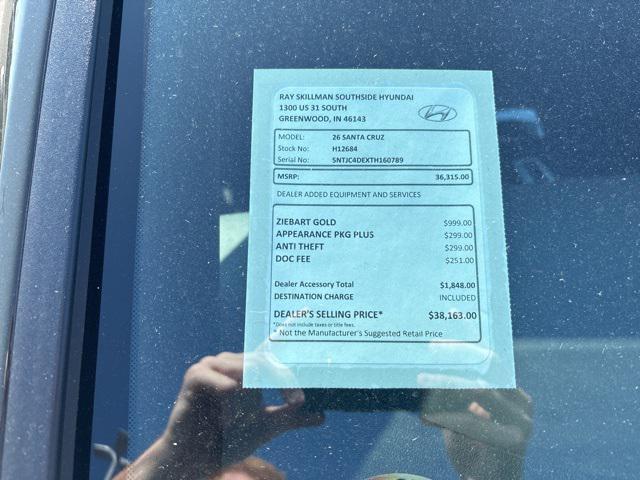 RAY SKILLMAN SOUTHSIDE HYUNDAI
1300 US 31 SOUTH
GREENWOOD, IN 46143
MODEL: 26 SANTA CRUZ
Stock No: H12684
Serial No: 5NTJC4DEXTH160789
MSRP: 36,315.00
DEALER ADDED EQUIPMENT AND SERVICES
ZIEBART GOLD $999.00
APPEARANCE PKG PLUS $299.00
ANTI THEFT $299.00
DOC FEE $251.00
Dealer Accessory Total $1,848.00
DESTINATION CHARGE INCLUDED
DEALER'S SELLING PRICE* $38,163.00
*Does not include taxes or title fees.
* Not the Manufacturer's Suggested Retail Price